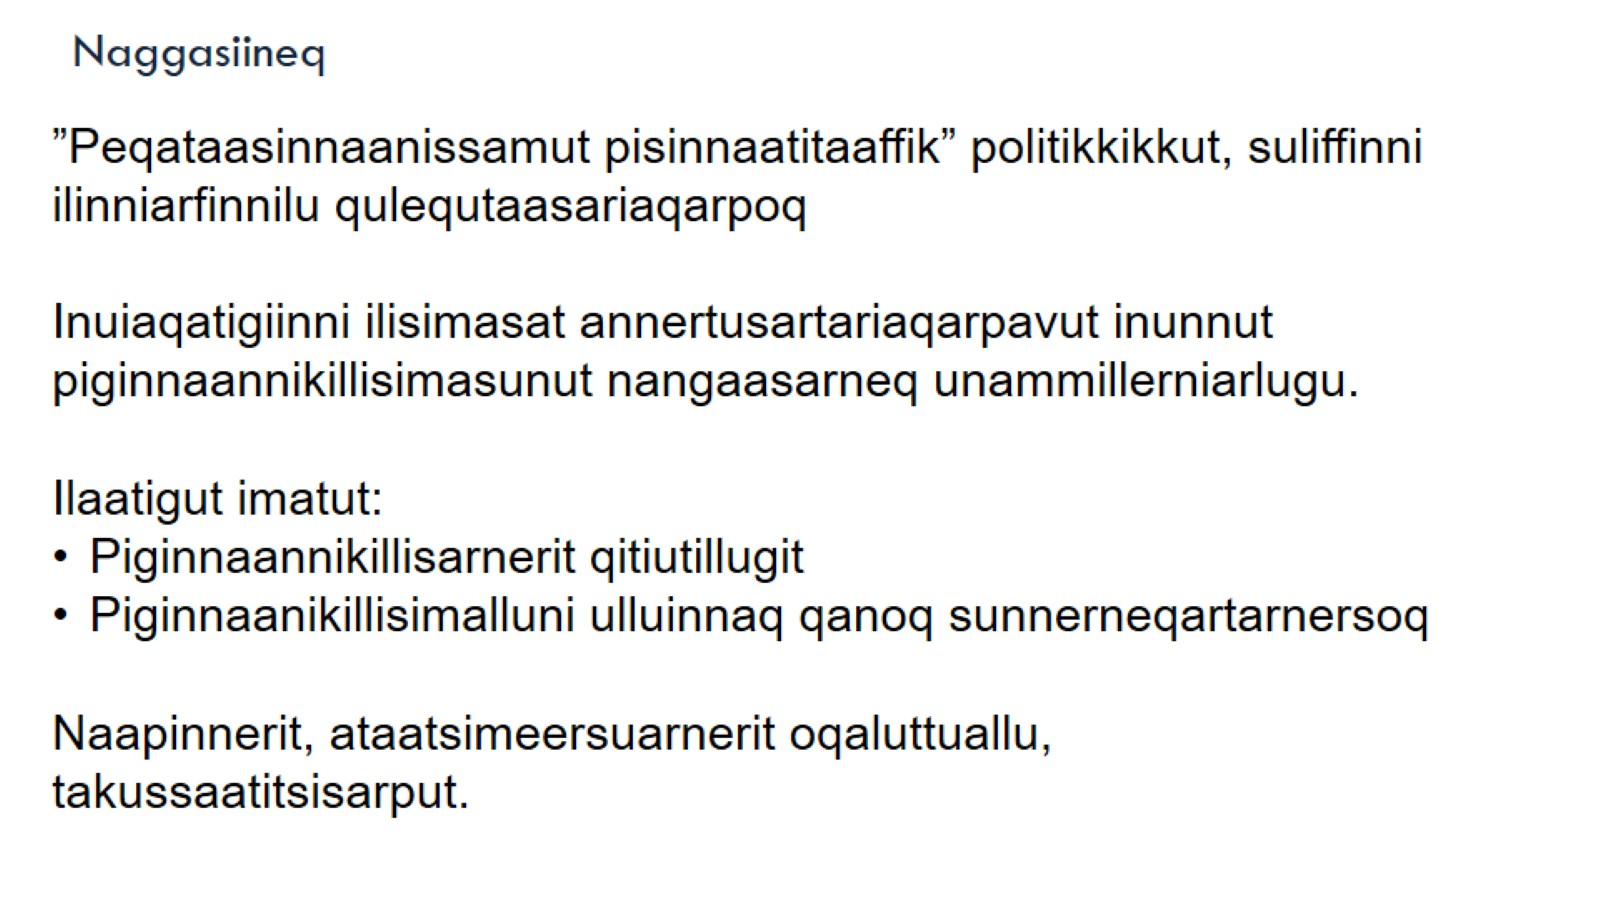 Naggasiineq
”Peqataasinnaanissamut pisinnaatitaaffik” politikkikkut, suliffinni
ilinniarfinnilu qulequtaasariaqarpoq
Inuiaqatigiinni ilisimasat annertusartariaqarpavut inunnut
piginnaannikillisimasunut nangaasarneq unammillerniarlugu.
Ilaatigut imatut:
• Piginnaannikillisarnerit qitiutillugit
• Piginnaanikillisimalluni ulluinnaq qanoq sunnerneqartarnersoq
Naapinnerit, ataatsimeersuarnerit oqaluttuallu,
takussaatitsisarput.